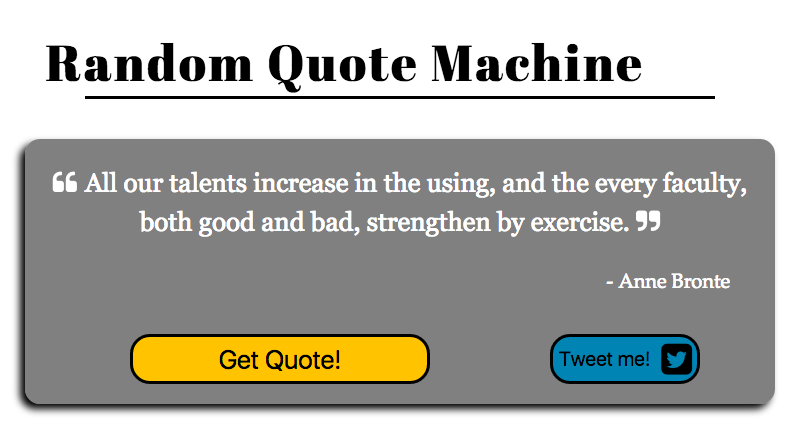 Random Quote Machine
❝ All our talents increase in the using, and the every faculty,
both good and bad, strengthen by exercise. ❞
- Anne Bronte
Get Quote!
Tweet me!